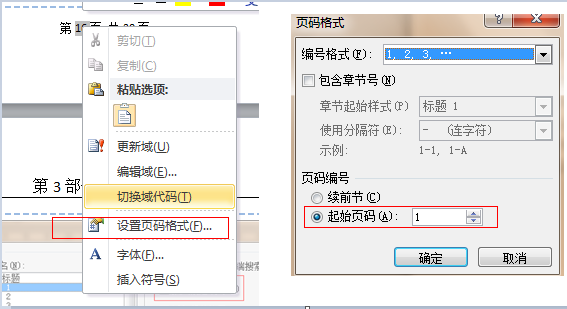 第 16 页 共 20 页
剪切(T)
复制(C)
粘贴选项:
更新域(U)
编辑域(E)...
切换域代码(T)
设置页码格式(F)...
字体(F)...
插入符号(S)
第 3 部
名(N):
标题
1
2
3
页码格式
编号格式(F):
1, 2, 3, ...
包含章节号(N)
章节起始样式(P)
标题 1
使用分隔符(E):
- (连字符)
示例:
1-1, 1-A
页码编号
续前节(C)
起始页码(A):
1
确定
取消